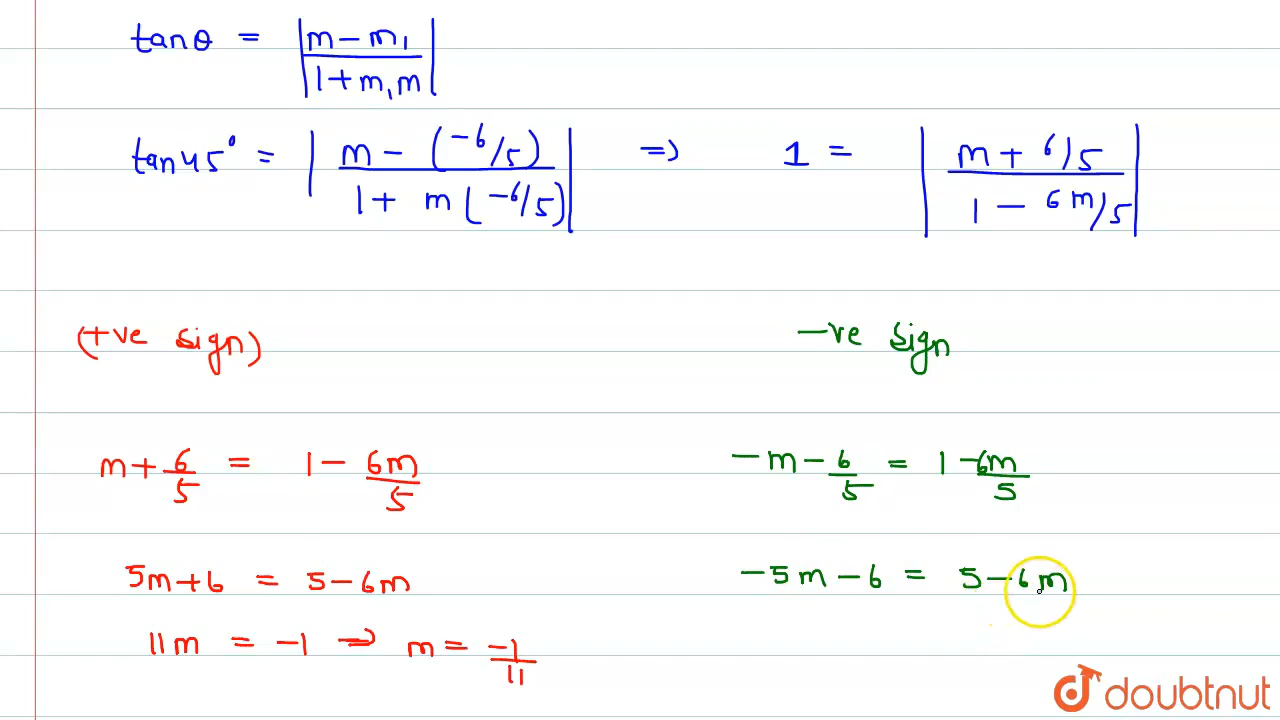 tanθ = |m - m₁ / 1 + m₁m|
tan45° = |m - (-6/5) / 1 + m(-6/5)| ⇒ 1 = |m + 6/5 / 1 - 6m/5|
(+ve sign) -ve sign
m + 6/5 = 1 - 6m/5 -m - 6/5 = 1 - 6m/5
5m + 6 = 5 - 6m -5m - 6 = 5 - 6m
11m = -1 ⇒ m = -1/11
doubtnut